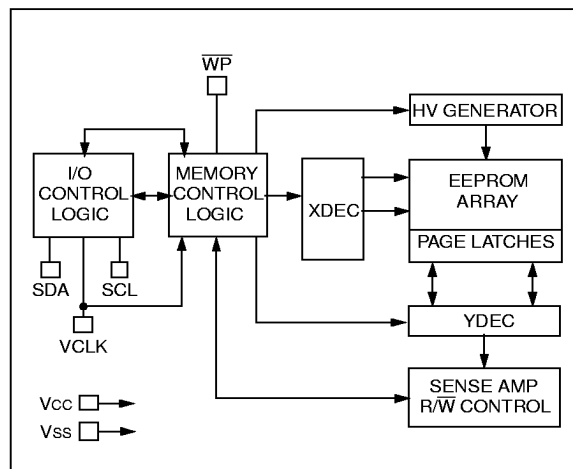 W̅P̅
HV GENERATOR
I/O
CONTROL
LOGIC
MEMORY
CONTROL
LOGIC
XDEC
EEPROM
ARRAY
PAGE LATCHES
SDA
SCL
VCLK
YDEC
SENSE AMP
R/W̅ CONTROL
VCC
VSS